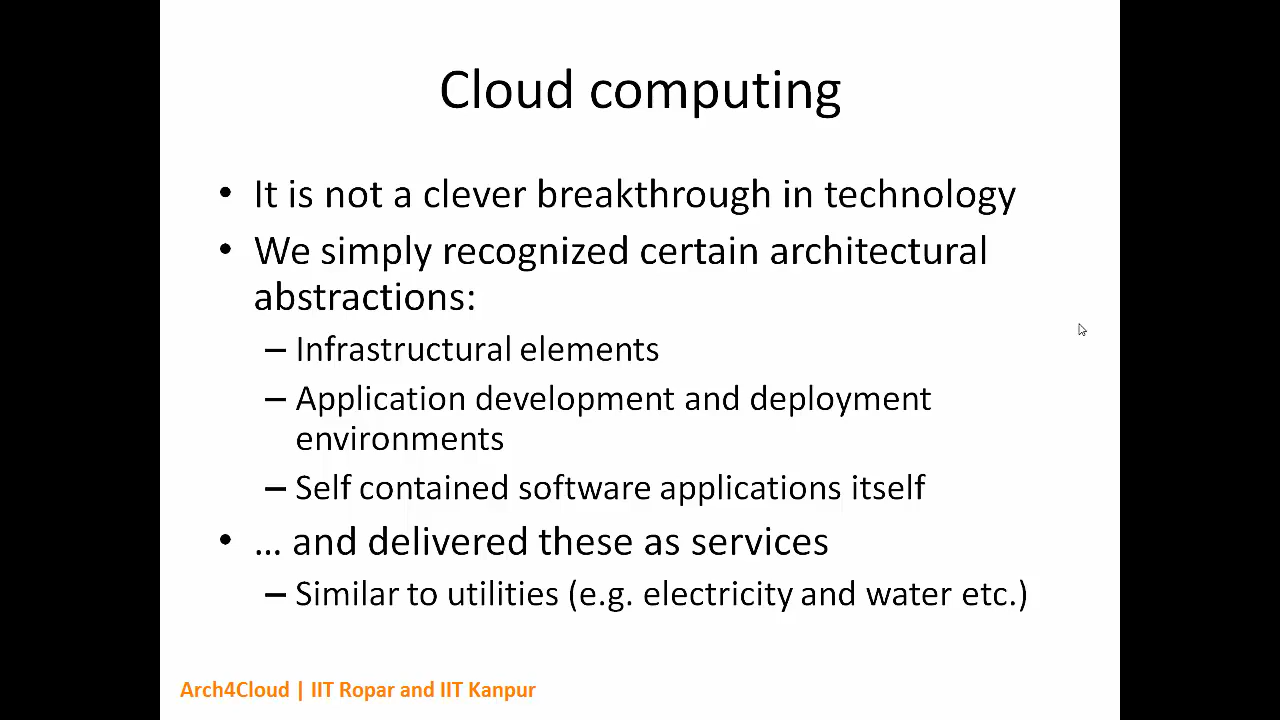 Cloud computing
• It is not a clever breakthrough in technology
• We simply recognized certain architectural
abstractions:
– Infrastructural elements
– Application development and deployment
environments
– Self contained software applications itself
• … and delivered these as services
– Similar to utilities (e.g. electricity and water etc.)
Arch4Cloud | IIT Ropar and IIT Kanpur